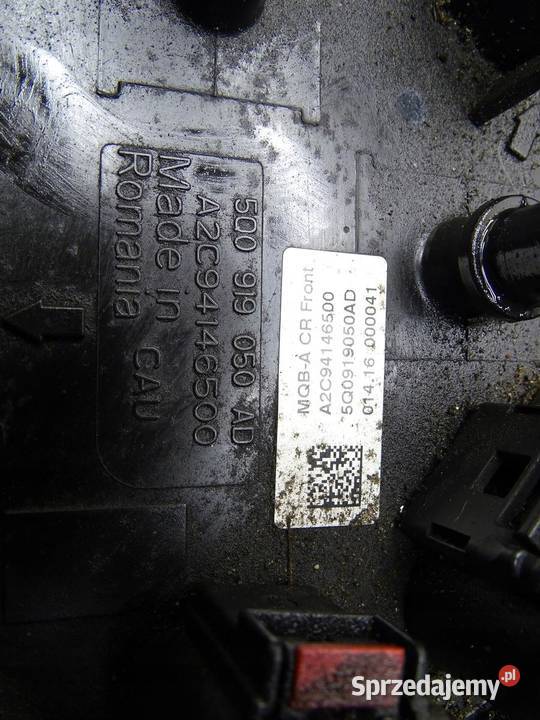 5Q0 919 050 AD
A2C94146500
Made in CAU
Romania
MQB-A CR Front
A2C94146500
5Q0919050AD
014.16 000041
Sprzedajemy.pl